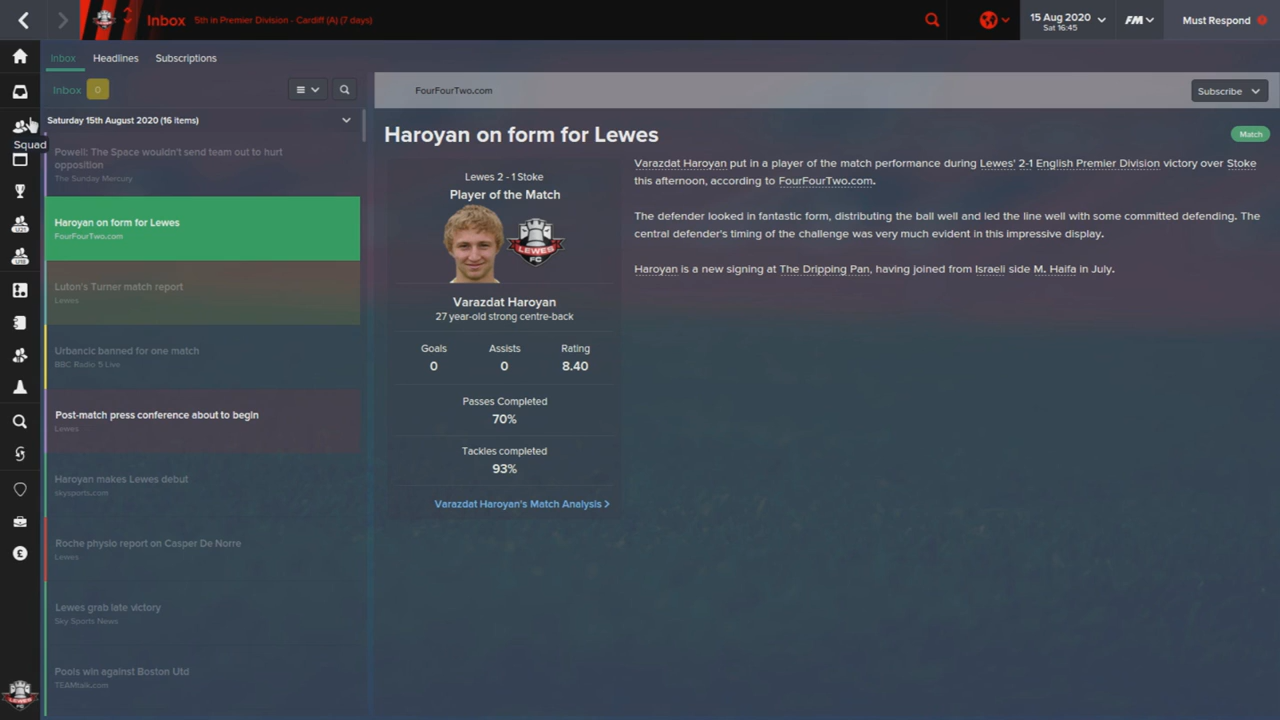 Inbox
5th in Premier Division - Cardiff (A) (7 days)
15 Aug 2020
Sat 16:45
FM
Must Respond
Inbox
Headlines
Subscriptions
Inbox
0
FourFourTwo.com
Subscribe
Saturday 15th August 2020 (16 items)
Squad
Powell: The Space wouldn't send team out to hurt
opposition
The Sunday Mercury
Haroyan on form for Lewes
FourFourTwo.com
Luton's Turner match report
Lewes
Urbancic banned for one match
BBC Radio 5 Live
Post-match press conference about to begin
Lewes
Haroyan makes Lewes debut
skysports.com
Roche physio report on Casper De Norre
Lewes
Lewes grab late victory
Sky Sports News
Pools win against Boston Utd
TEAMtalk.com
Haroyan on form for Lewes
Match
Lewes 2 - 1 Stoke
Player of the Match
LEWES
FC
Varazdat Haroyan
27 year-old strong centre-back
Goals
Assists
Rating
0
0
8.40
Passes Completed
70%
Tackles completed
93%
Varazdat Haroyan's Match Analysis >
Varazdat Haroyan put in a player of the match performance during Lewes' 2-1 English Premier Division victory over Stoke
this afternoon, according to FourFourTwo.com.
The defender looked in fantastic form, distributing the ball well and led the line well with some committed defending. The
central defender's timing of the challenge was very much evident in this impressive display.
Haroyan is a new signing at The Dripping Pan, having joined from Israeli side M. Haifa in July.
LEWES